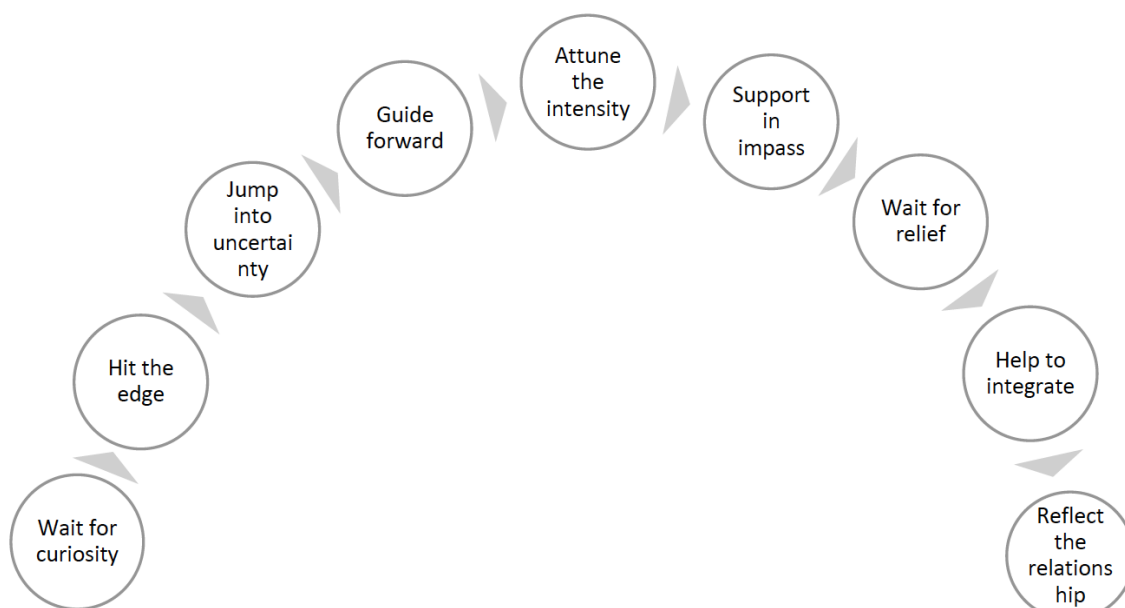 Wait for
curiosity
Hit the
edge
Jump
into
uncertai
nty
Guide
forward
Attune
the
intensity
Support
in
impass
Wait for
relief
Help to
integrate
Reflect
the
relations
hip